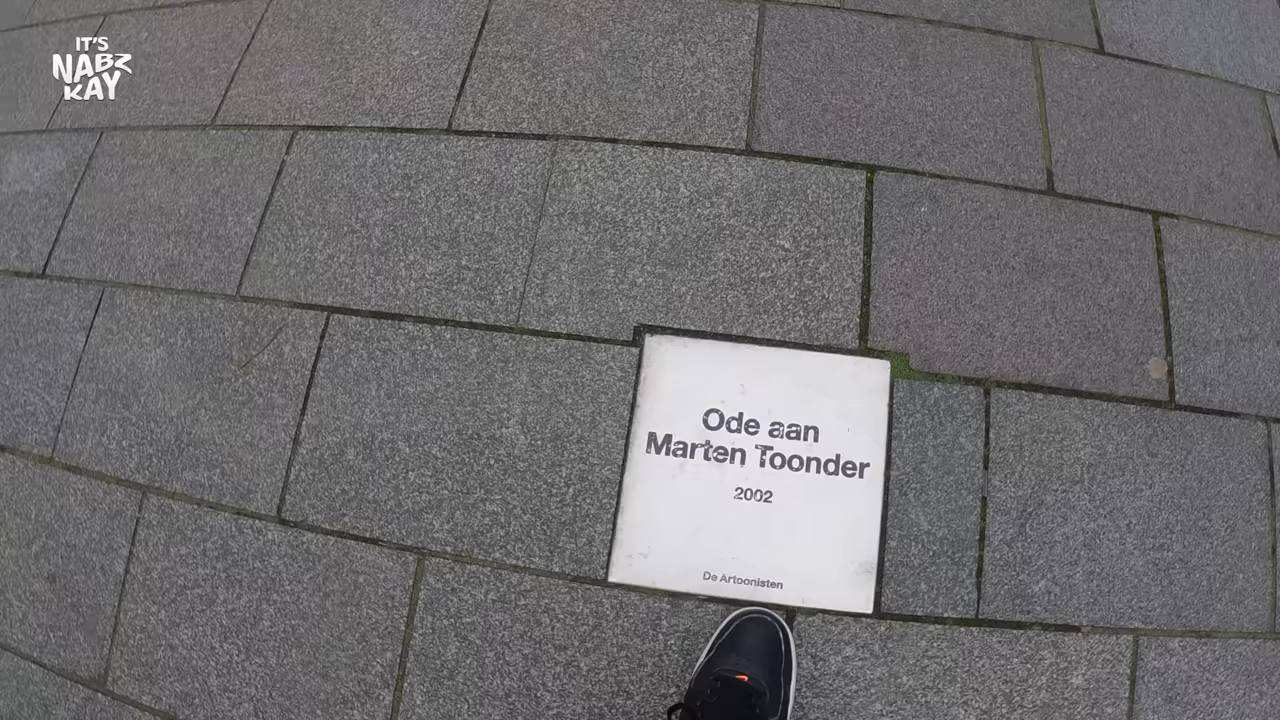 IT'S
NABZ
KAY
Ode aan
Marten Toonder
2002
De Artoonisten